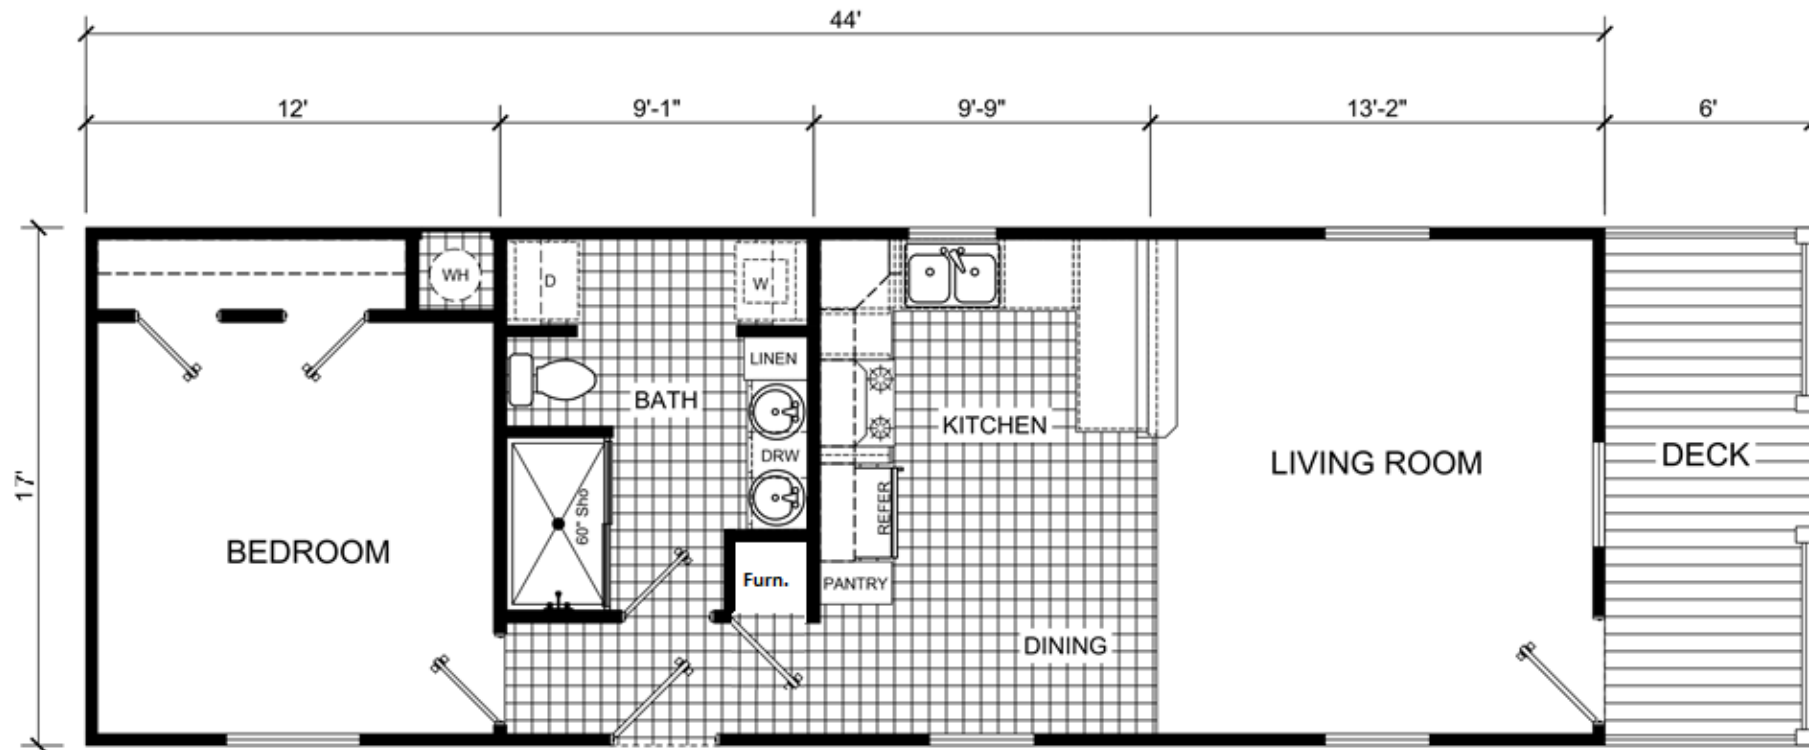 44'
12'
9'-1"
9'-9"
13'-2"
6'
17'
WH
D
W
LINEN
BATH
DRW
60" Sho
KITCHEN
REFER
LIVING ROOM
DECK
BEDROOM
Furn.
PANTRY
DINING